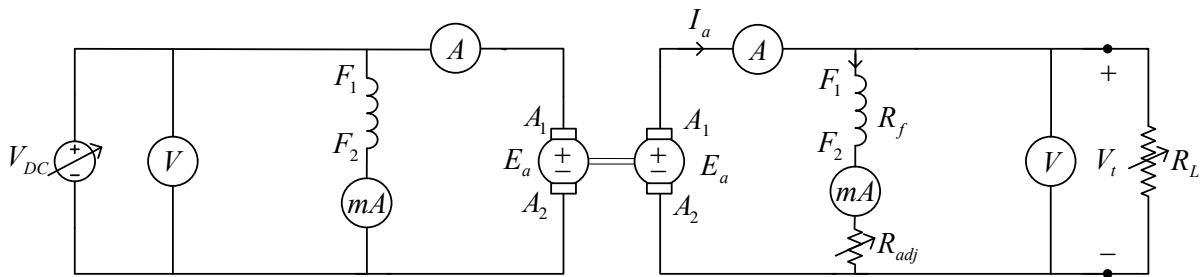 V_DC
+
−
V
F_1
F_2
mA
A
A_1
E_a
+
−
A_2
I_a
A
A_1
+
−
E_a
A_2
F_1
R_f
F_2
mA
R_adj
V
+
V_t
−
R_L